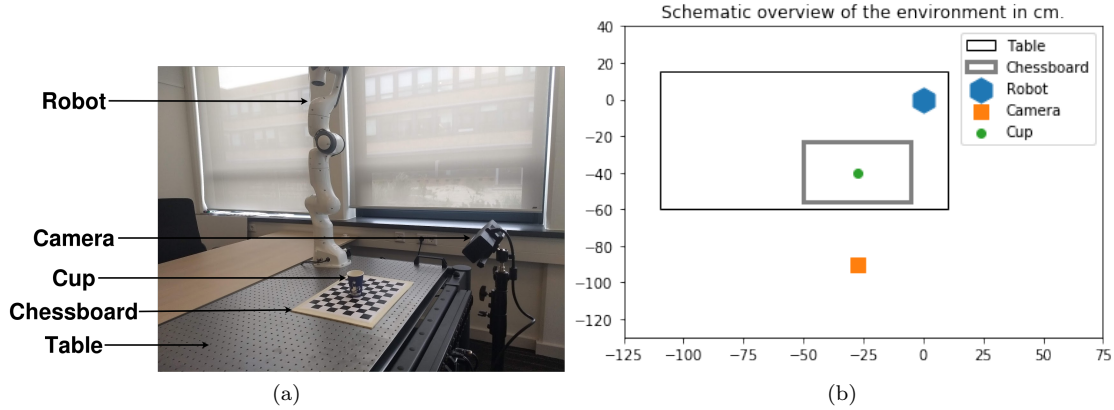 Robot
Camera
Cup
Chessboard
Table
(a)
Schematic overview of the environment in cm.
Table
Chessboard
Robot
Camera
Cup
40
20
0
−20
−40
−60
−80
−100
−120
−125
−100
−75
−50
−25
0
25
50
75
(b)